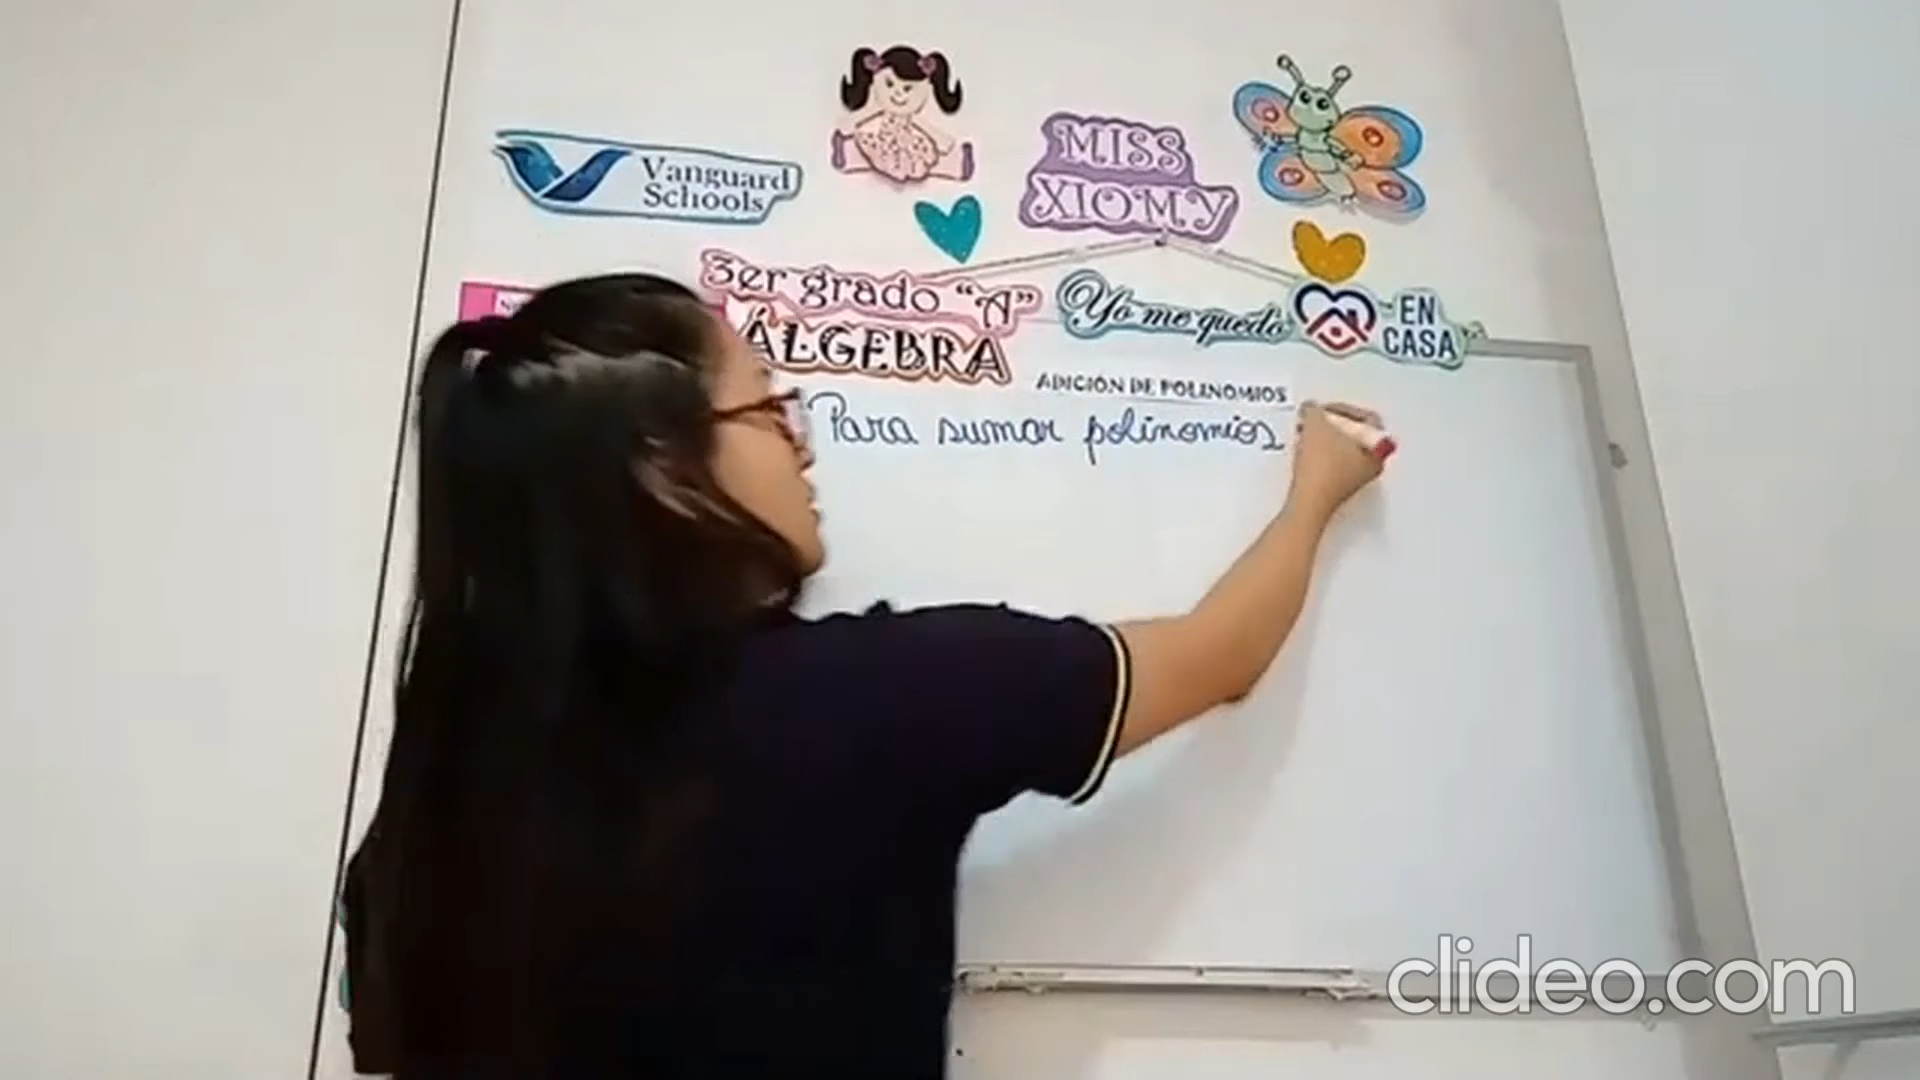 Vanguard
Schools
MISS
XIOMY
3er grado "A"
ÁLGEBRA
Yo me quedo
EN
CASA
ADICIÓN DE POLINOMIOS
Para sumar polinomios
clideo.com